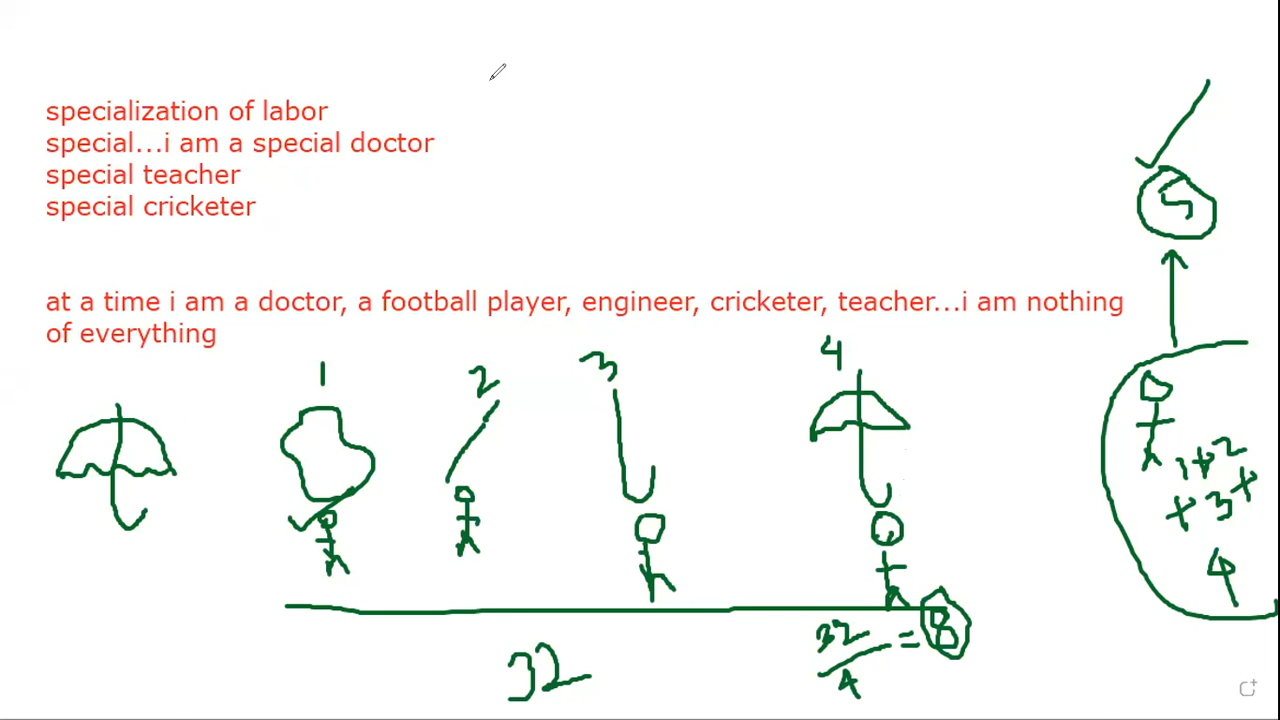 specialization of labor
special...i am a special doctor
special teacher
special cricketer
5
at a time i am a doctor, a football player, engineer, cricketer, teacher...i am nothing
of everything
1 2 3 4
1+2
+3+
4
32
32/4 = 8